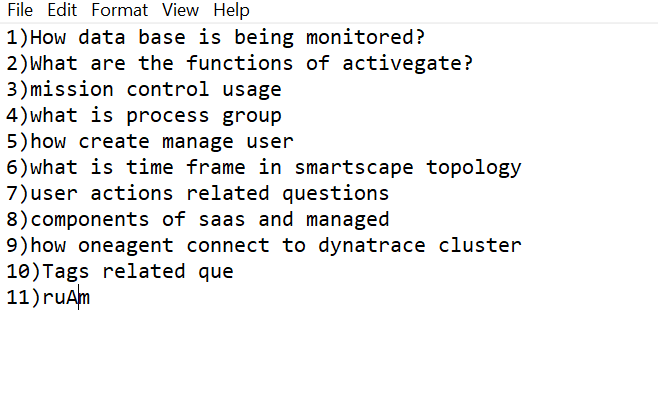 File Edit Format View Help
1)How data base is being monitored?
2)What are the functions of activegate?
3)mission control usage
4)what is process group
5)how create manage user
6)what is time frame in smartscape topology
7)user actions related questions
8)components of saas and managed
9)how oneagent connect to dynatrace cluster
10)Tags related que
11)ruAm